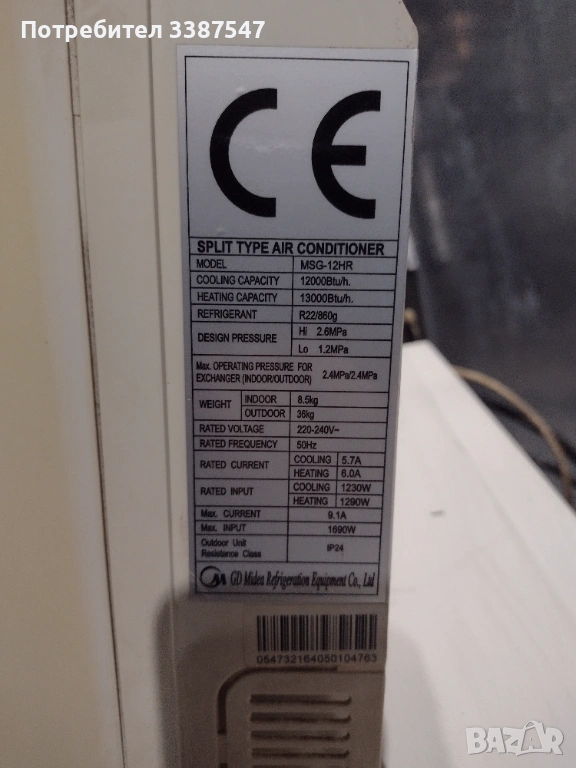 Потребител 3387547
CE
SPLIT TYPE AIR CONDITIONER
MODEL MSG-12HR
COOLING CAPACITY 12000Btu/h.
HEATING CAPACITY 13000Btu/h.
REFRIGERANT R22/860g
DESIGN PRESSURE Hi 2.6MPa
Lo 1.2MPa
Max. OPERATING PRESSURE FOR
EXCHANGER (INDOOR/OUTDOOR) 2.4MPa/2.4MPa
WEIGHT INDOOR 8.5kg
OUTDOOR 36kg
RATED VOLTAGE 220-240V~
RATED FREQUENCY 50Hz
RATED CURRENT COOLING 5.7A
HEATING 6.0A
RATED INPUT COOLING 1230W
HEATING 1290W
Max. CURRENT 9.1A
Max. INPUT 1690W
Outdoor Unit
Resistance Class IP24
GD Midea Refrigeration Equipment Co., Ltd
054732164050104763
BAZAR